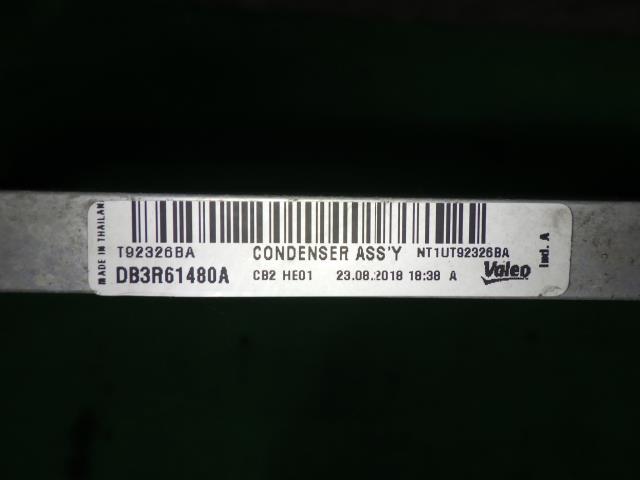 MADE IN THAILAND
T92326BA CONDENSER ASS'Y NT1UT92326BA
DB3R61480A CB2 HE01 23.08.2018 18:38 A Valeo
Ind. A